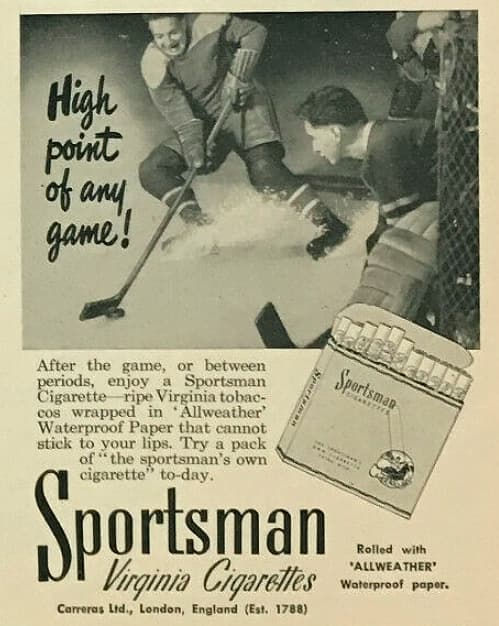 High
point
of any
game!
After the game, or between
periods, enjoy a Sportsman
Cigarette—ripe Virginia tobac-
cos wrapped in 'Allweather'
Waterproof Paper that cannot
stick to your lips. Try a pack
of "the sportsman's own
cigarette" to-day.
Sportsman
Sportsman
CIGARETTES
Sportsman
Virginia Cigarettes
Rolled with
'ALLWEATHER'
Waterproof paper.
Carreras Ltd., London, England (Est. 1788)